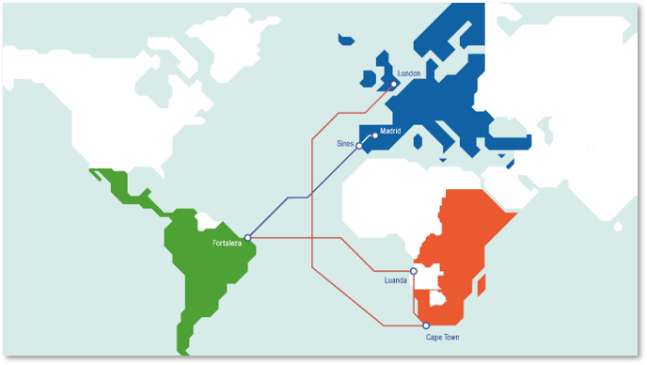 London
Madrid
Sines
Fortaleza
Luanda
Cape Town